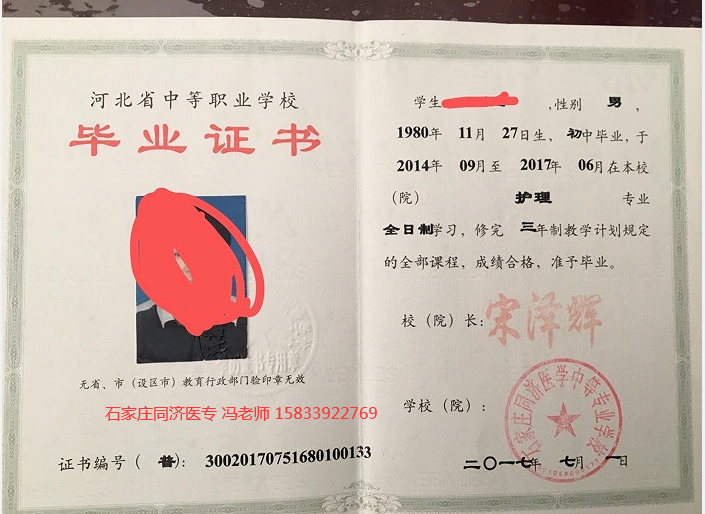 河北省中等职业学校
毕业证书
无省、市（设区市）教育行政部门验印章无效
石家庄同济医专 冯老师 15833922769
证书编号（ 普）： 30020170751680100133
学生 ,性别 男 ，
1980年 11月 27日生，初中毕业，于
2014年 09月至 2017年 06月在本校
（院） 护理 专业
全日制学习，修完 三年制教学计划规定
的全部课程，成绩合格，准予毕业。
校（院）长：宋泽辉
学校（院）：
石家庄同济医学中等专业学校
二〇一七年 七月 一日